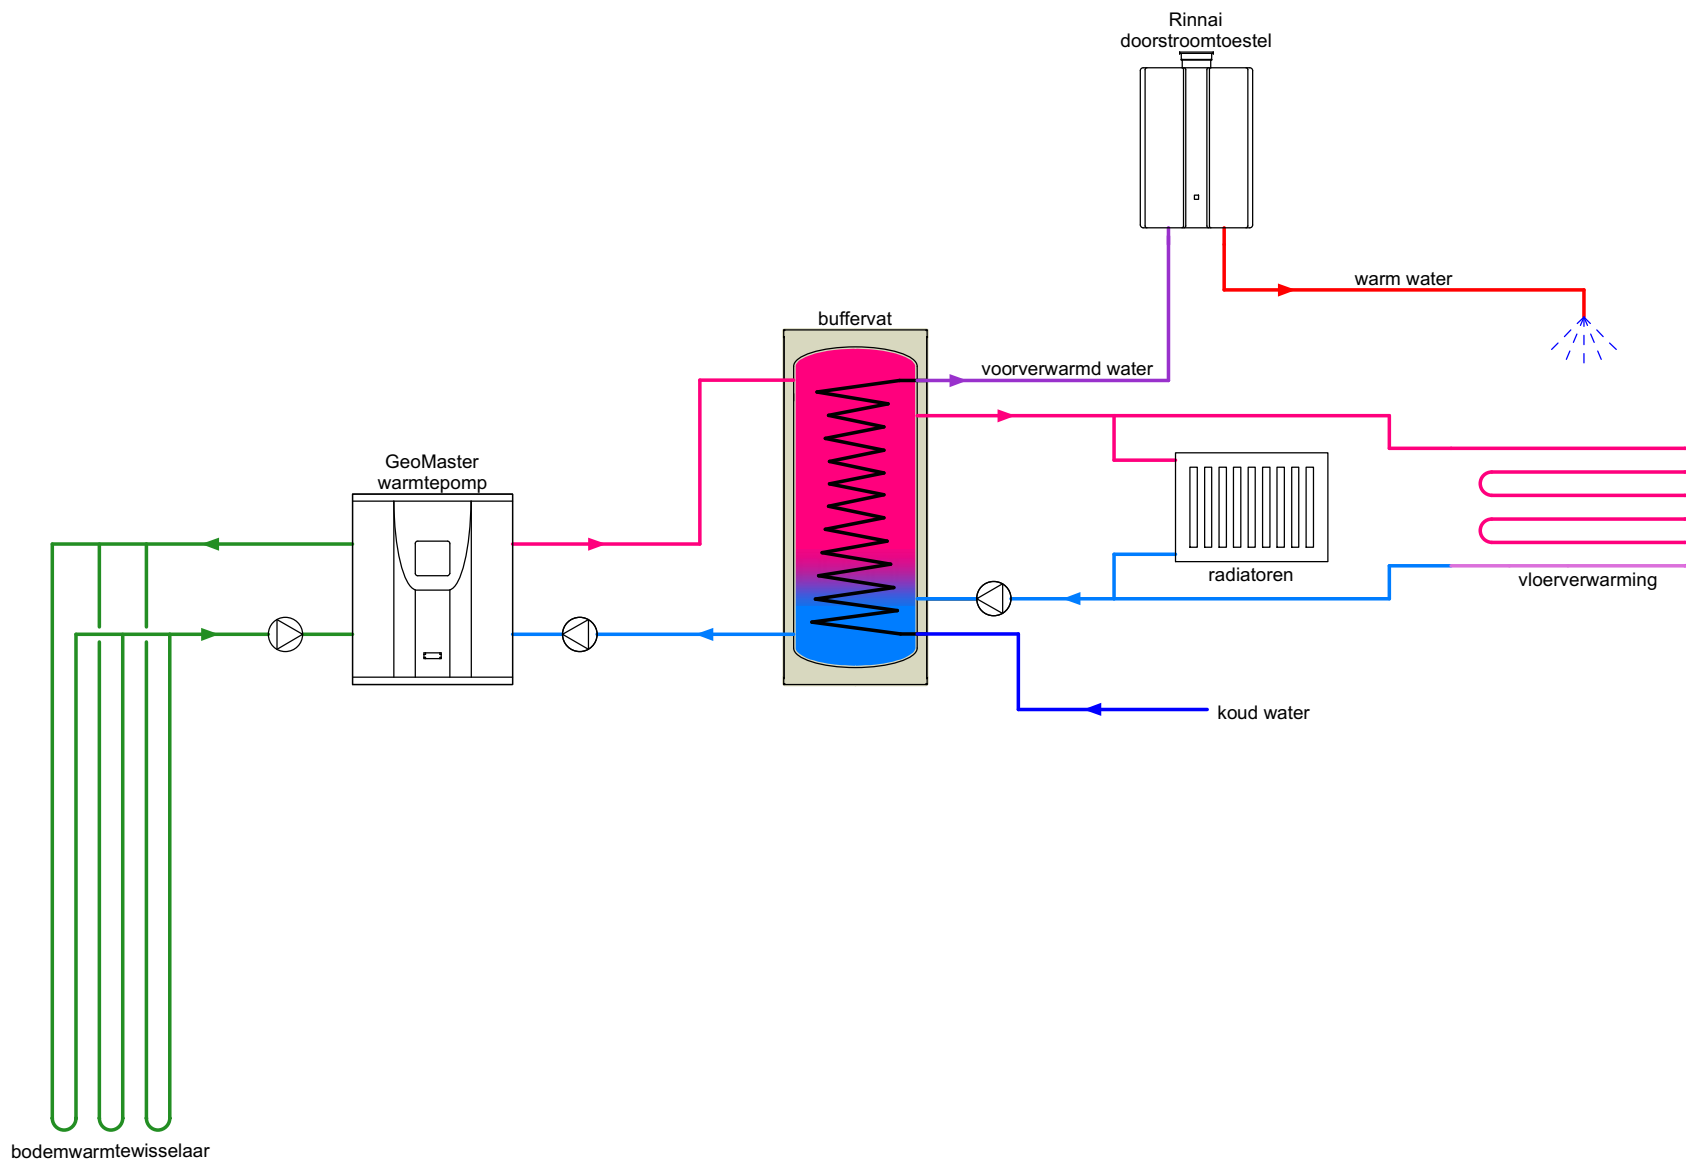 Rinnai
doorstroomtoestel
warm water
buffervat
voorverwarmd water
GeoMaster
warmtepomp
radiatoren
vloerverwarming
koud water
bodemwarmtewisselaar